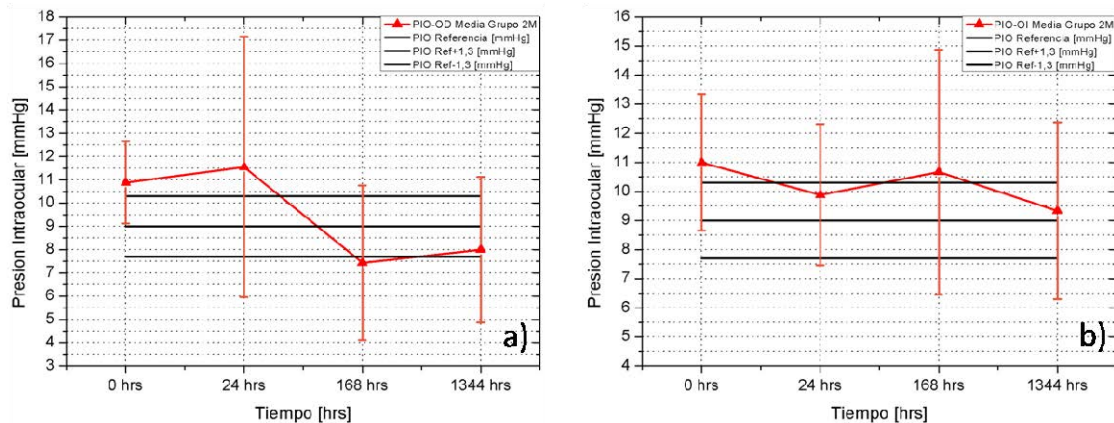 18
17
16
15
14
13
12
11
10
9
8
7
6
5
4
3
Presion Intraocular [mmHg]
PIO-OD Media Grupo 2M
PIO Referencia [mmHg]
PIO Ref+1,3 [mmHg]
PIO Ref-1,3 [mmHg]
a)
0 hrs 24 hrs 168 hrs 1344 hrs
Tiempo [hrs]
16
15
14
13
12
11
10
9
8
7
6
5
4
Presion Intraocular [mmHg]
PIO-OI Media Grupo 2M
PIO Referencia [mmHg]
PIO Ref+1,3 [mmHg]
PIO Ref-1,3 [mmHg]
b)
0 hrs 24 hrs 168 hrs 1344 hrs
Tiempo [hrs]